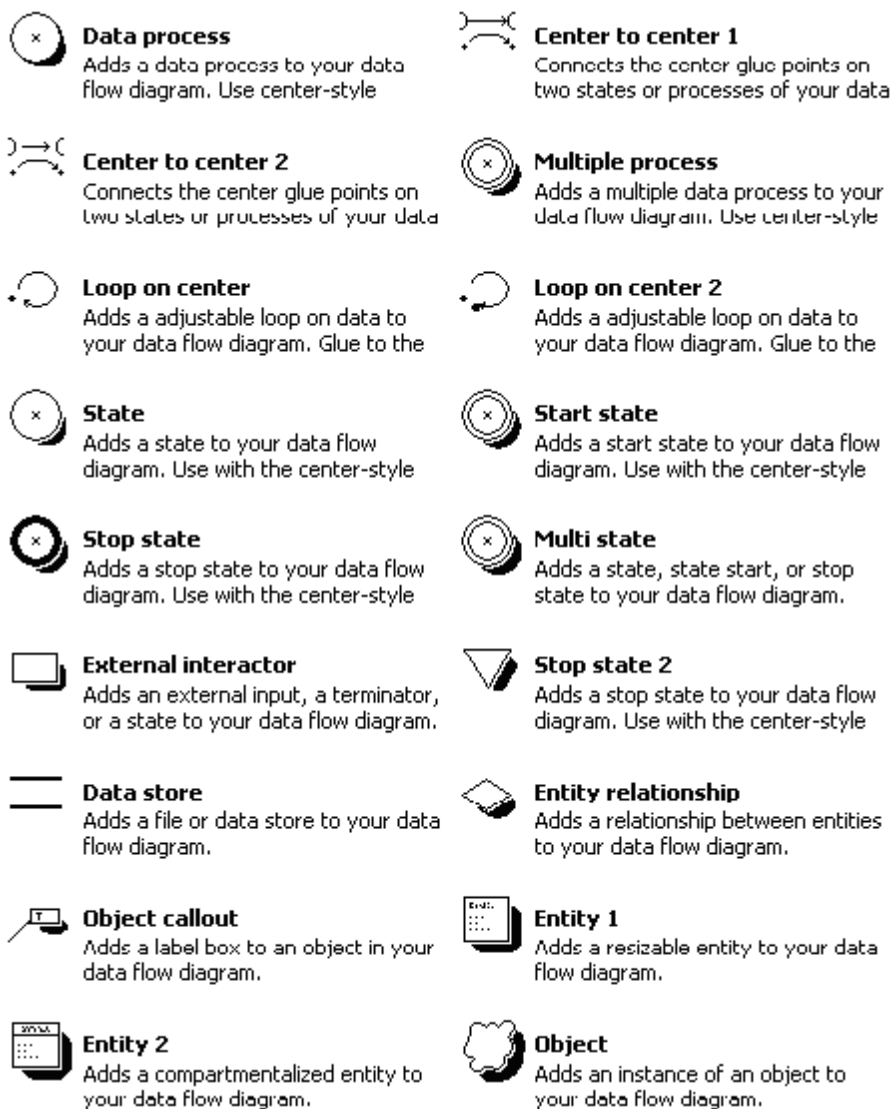 Data process
Adds a data process to your data
flow diagram. Use center-style
Center to center 1
Connects the center glue points on
two states or processes of your data
Center to center 2
Connects the center glue points on
two states or processes of your data
Multiple process
Adds a multiple data process to your
data flow diagram. Use center-style
Loop on center
Adds a adjustable loop on data to
your data flow diagram. Glue to the
Loop on center 2
Adds a adjustable loop on data to
your data flow diagram. Glue to the
State
Adds a state to your data flow
diagram. Use with the center-style
Start state
Adds a start state to your data flow
diagram. Use with the center-style
Stop state
Adds a stop state to your data flow
diagram. Use with the center-style
Multi state
Adds a state, state start, or stop
state to your data flow diagram.
External interactor
Adds an external input, a terminator,
or a state to your data flow diagram.
Stop state 2
Adds a stop state to your data flow
diagram. Use with the center-style
Data store
Adds a file or data store to your data
flow diagram.
Entity relationship
Adds a relationship between entities
to your data flow diagram.
T
Object callout
Adds a label box to an object in your
data flow diagram.
Entity 1
Adds a resizable entity to your data
flow diagram.
Entity 2
Adds a compartmentalized entity to
your data flow diagram.
Object
Adds an instance of an object to
your data flow diagram.